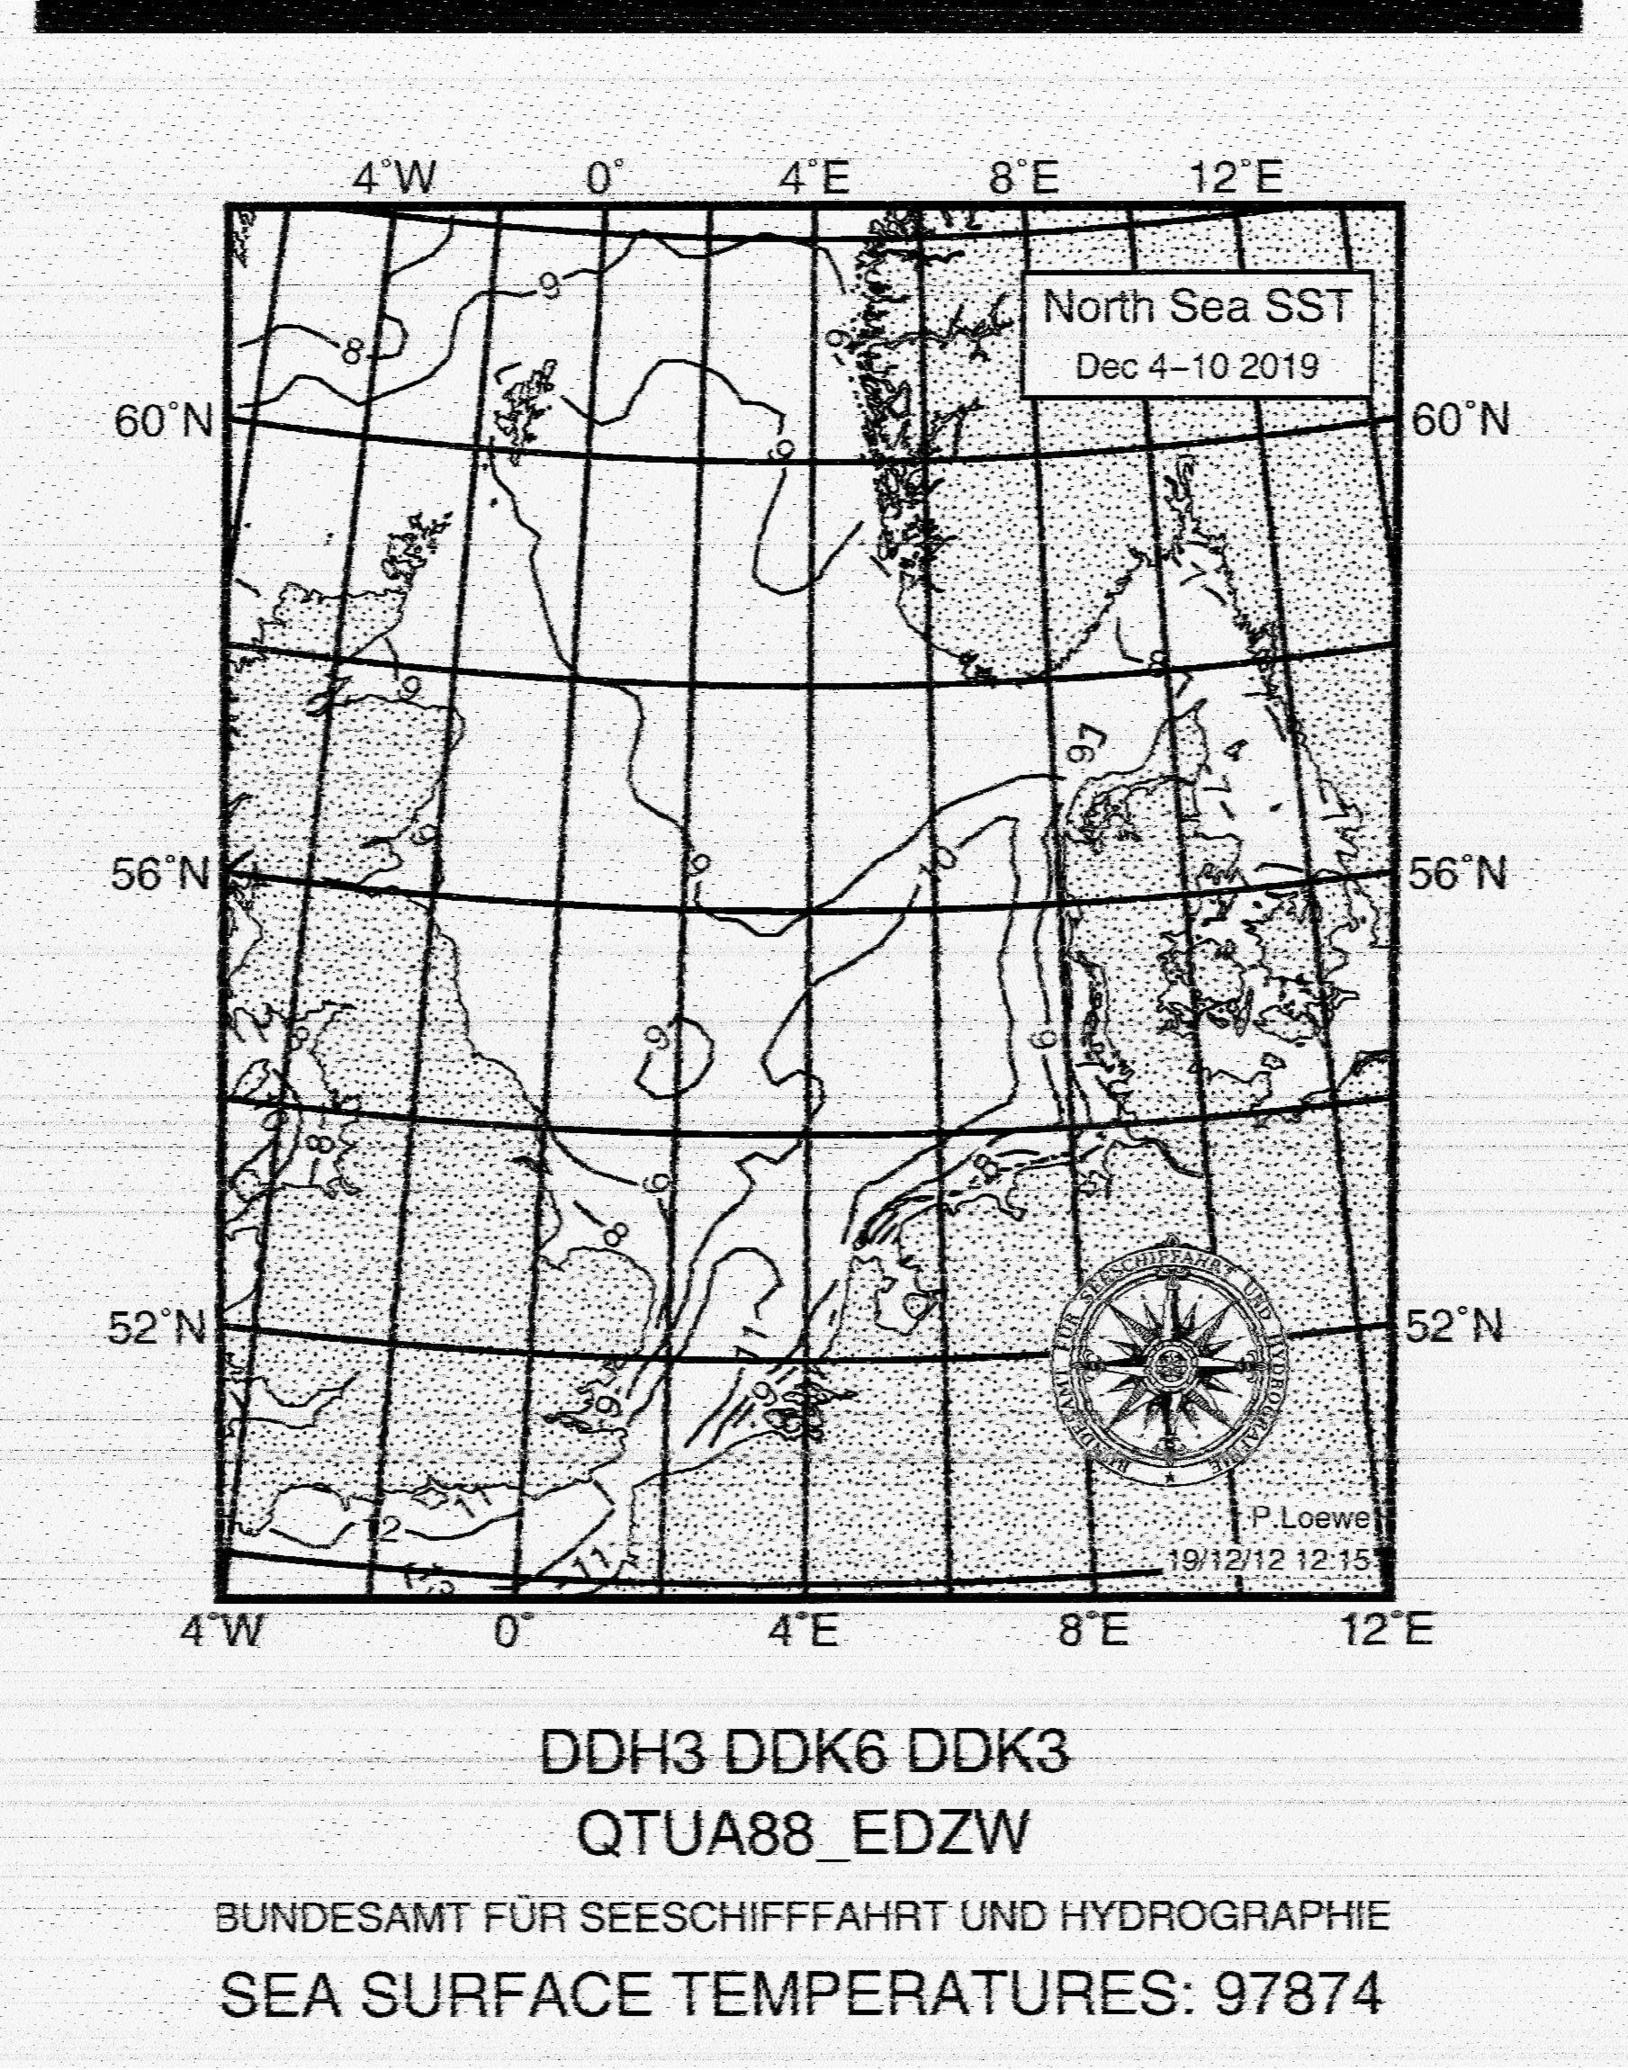 4°W 0° 4°E 8°E 12°E
North Sea SST
Dec 4–10 2019
9
8
9
60°N 60°N
9
8
9
9
9
9
10
56°N 56°N
9
8
9
9
8
8
9
8
BUNDESAMT FÜR SEESCHIFFFAHRT UND HYDROGRAPHIE
52°N 52°N
11
9
9
11
12
P.Loewe
11
19/12/12 12:15
4°W 0° 4°E 8°E 12°E
DDH3 DDK6 DDK3
QTUA88_EDZW
BUNDESAMT FÜR SEESCHIFFFAHRT UND HYDROGRAPHIE
SEA SURFACE TEMPERATURES: 97874